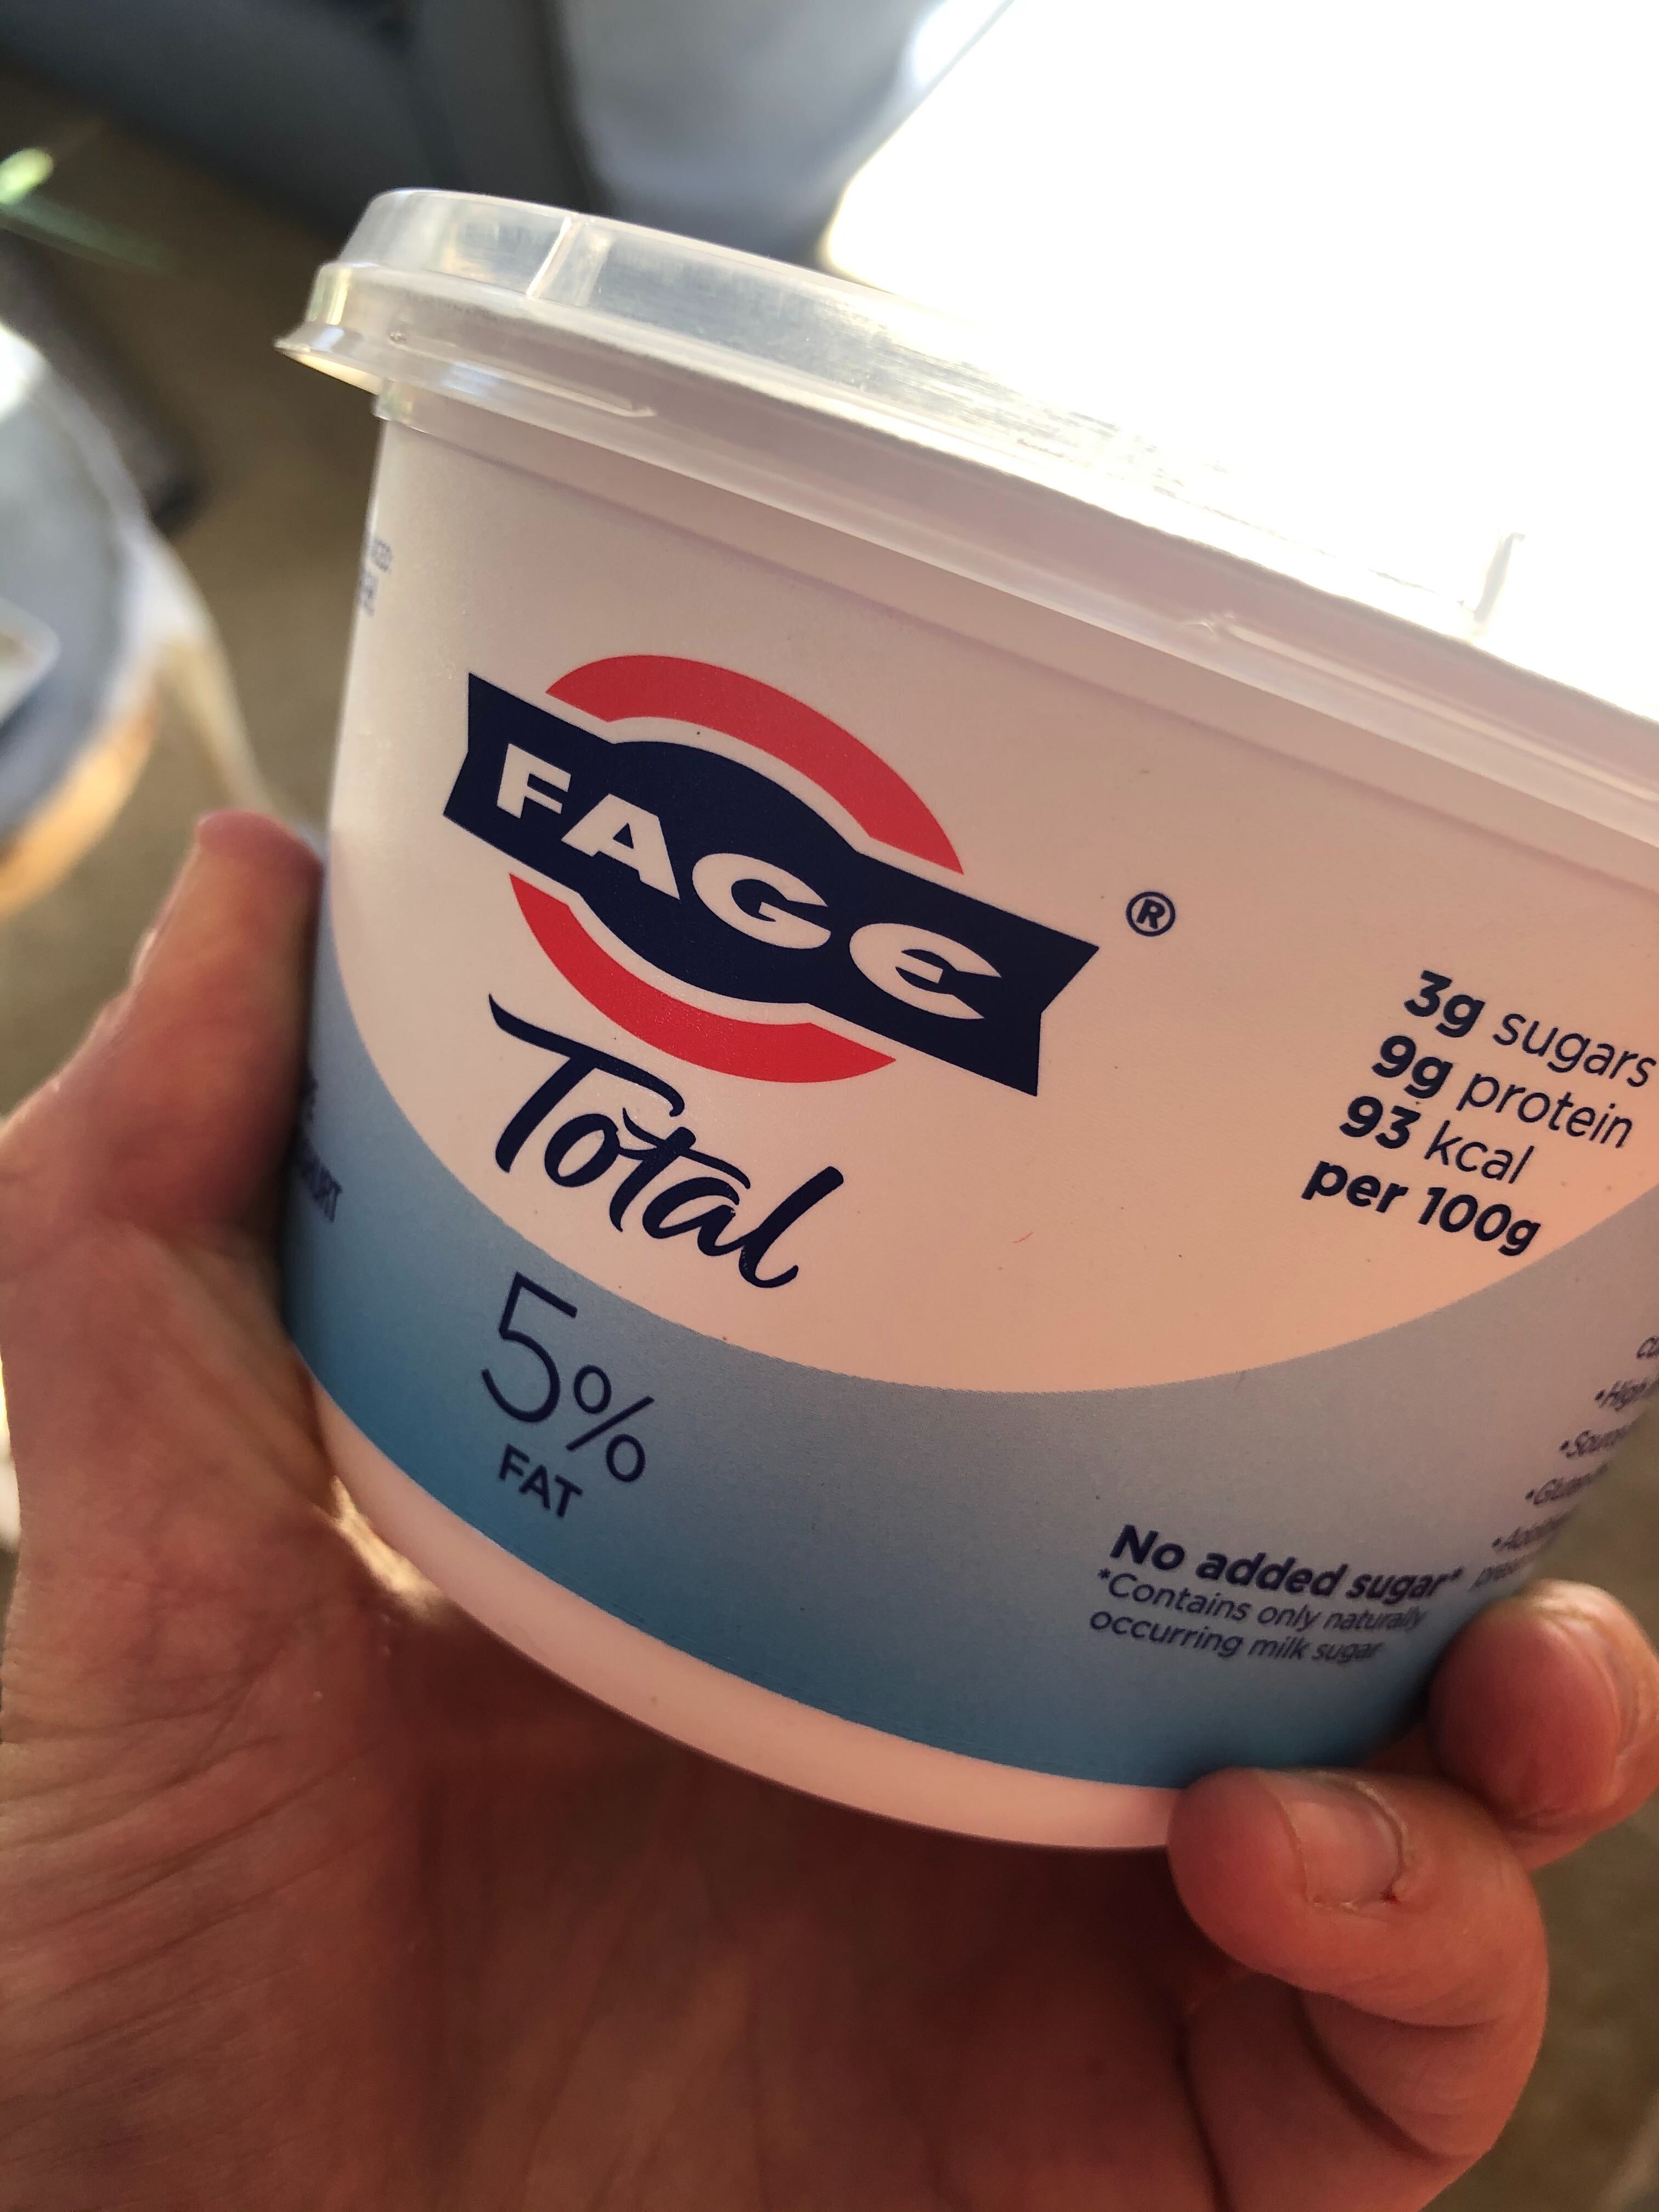 FAGE
®
Total
5%
FAT
3g sugars
9g protein
93 kcal
per 100g
No added sugar*
*Contains only naturally
occurring milk sugar